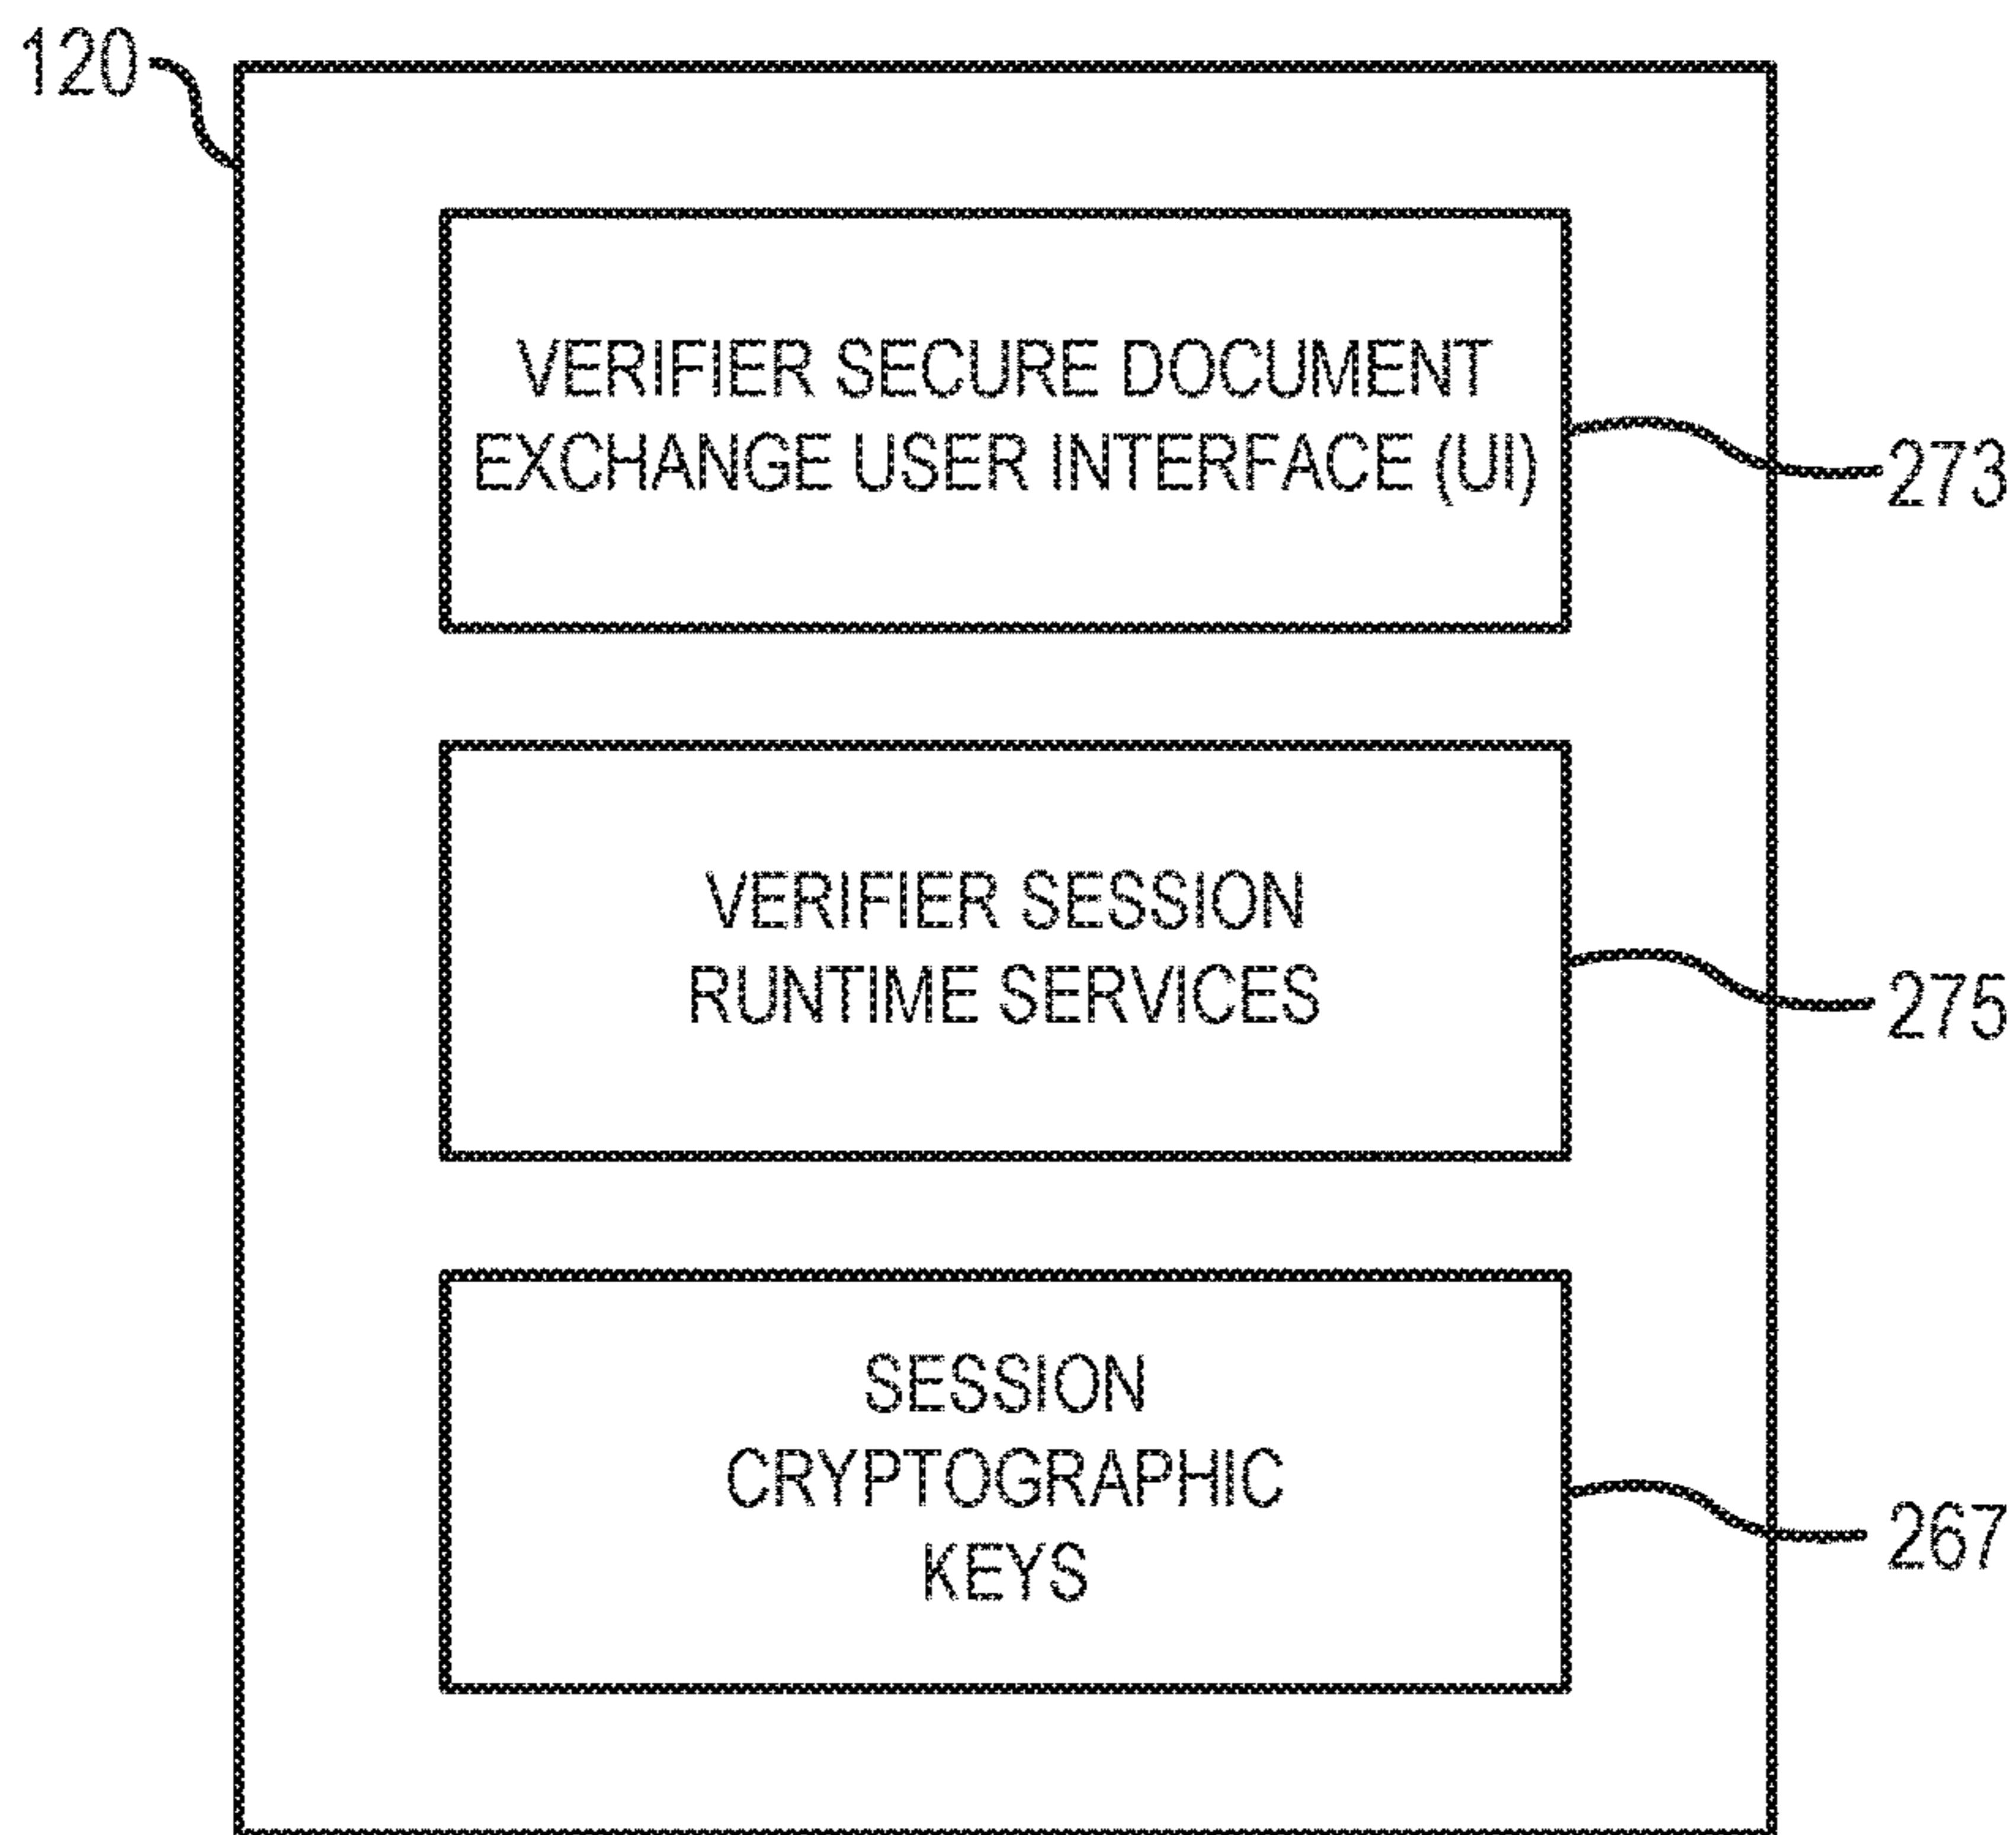 120
VERIFIER SECURE DOCUMENT
EXCHANGE USER INTERFACE (UI)
273
VERIFIER SESSION
RUNTIME SERVICES
275
SESSION
CRYPTOGRAPHIC
KEYS
267